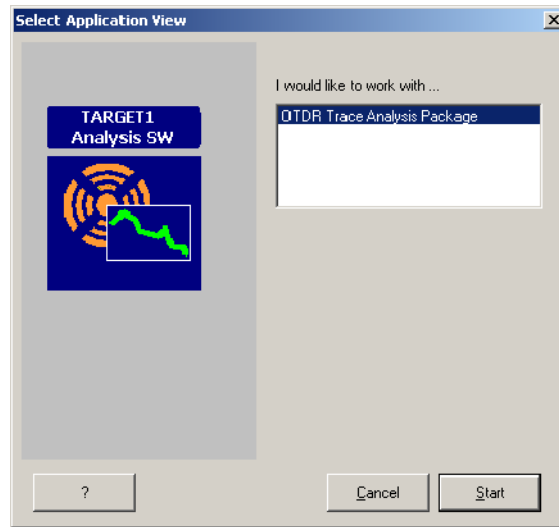 Select Application View
TARGET1
Analysis SW
I would like to work with ...
OTDR Trace Analysis Package
?
Cancel
Start